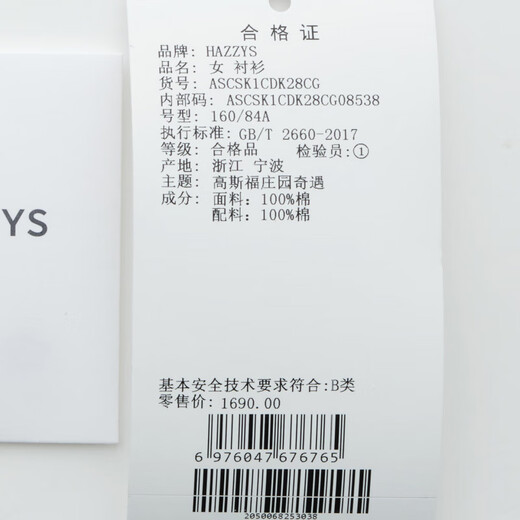 合格证
品牌: HAZZYS
品名: 女 衬衫
货号: ASCSK1CDK28CG
内部码: ASCSK1CDK28CG08538
号型: 160/84A
执行标准: GB/T 2660-2017
等级: 合格品 检验员:①
产地: 浙江 宁波
主题: 高斯福庄园奇遇
成分: 面料: 100%棉
配料: 100%棉
YS
基本安全技术要求符合:B类
零售价: 1690.00
6 976047 676765
2050068253038